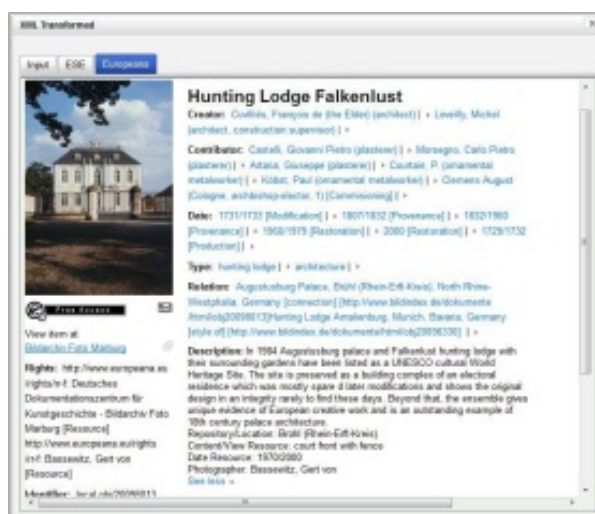 XML Transformed
Input ESE Europeana
Hunting Lodge Falkenlust
Creator: Cuvilliés, François de (the Elder) (architect) | + Leveilly, Michel
(architect, construction supervisor) | +
Contributor: Castelli, Giovanni Pietro (plasterer) | + Morsegno, Carlo Pietro
(plasterer) | + Artaria, Giuseppe (plasterer) | + Courtain, P. (ornamental
metalworker) | + Köbst, Paul (ornamental metalworker) | + Clemens August
(Cologne, archbishop-elector, 1) [Commissioning] | +
Date: 1731/1733 [Modification] | + 1807/1832 [Provenance] | + 1832/1960
[Provenance] | + 1968/1979 [Restoration] | + 2000 [Restoration] | + 1729/1732
[Production] | +
Type: hunting lodge | + architecture | +
Relation: Augustusburg Palace, Brühl (Rhein-Erft-Kreis), North Rhine-
Westphalia, Germany [connection] [http://www.bildindex.de/dokumente
/html/obj20098013]Hunting Lodge Amalienburg, Munich, Bavaria, Germany
[style of] [http://www.bildindex.de/dokumente/html/obj20096330] | +
Description: In 1984 Augustusburg palace and Falkenlust hunting lodge with
their surrounding gardens have been listed as a UNESCO cultural World
Heritage Site. The site is preserved as a building complex of an electoral
residence which was mostly spare d later modifications and shows the original
design in an integrity rarely to find these days. Beyond that, the ensemble gives
unique evidence of European creative work and is an outstanding example of
18th century palace architecture.
Repository/Location: Brühl (Rhein-Erft-Kreis)
Content/View Resource: court front with fence
Date Resource: 1970/2000
Photographer: Bassewitz, Gert von
See less
Free Access
View item at
Bildarchiv Foto Marburg
Rights: http://www.europeana.eu
/rights/rr-f: Deutsches
Dokumentationszentrum für
Kunstgeschichte - Bildarchiv Foto
Marburg [Resource]
http://www.europeana.eu/rights
/rr-f: Bassewitz, Gert von
[Resource]
Identifier: local obj/20098013